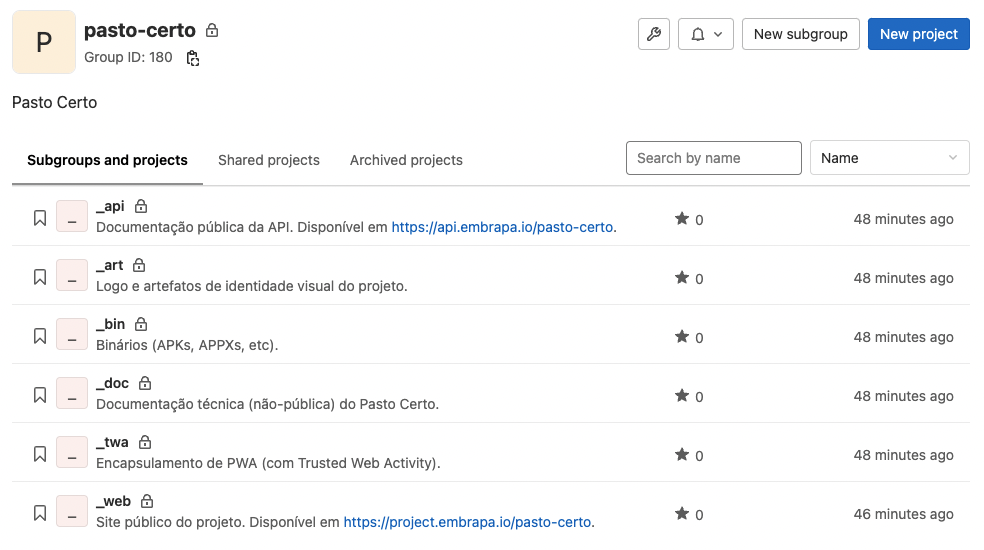 P
pasto-certo
Group ID: 180
New subgroup
New project
Pasto Certo
Subgroups and projects
Shared projects
Archived projects
Search by name
Name
_
_api
Documentação pública da API. Disponível em https://api.embrapa.io/pasto-certo.
0
48 minutes ago
_
_art
Logo e artefatos de identidade visual do projeto.
0
48 minutes ago
_
_bin
Binários (APKs, APPXs, etc).
0
48 minutes ago
_
_doc
Documentação técnica (não-pública) do Pasto Certo.
0
48 minutes ago
_
_twa
Encapsulamento de PWA (com Trusted Web Activity).
0
48 minutes ago
_
_web
Site público do projeto. Disponível em https://project.embrapa.io/pasto-certo.
0
46 minutes ago